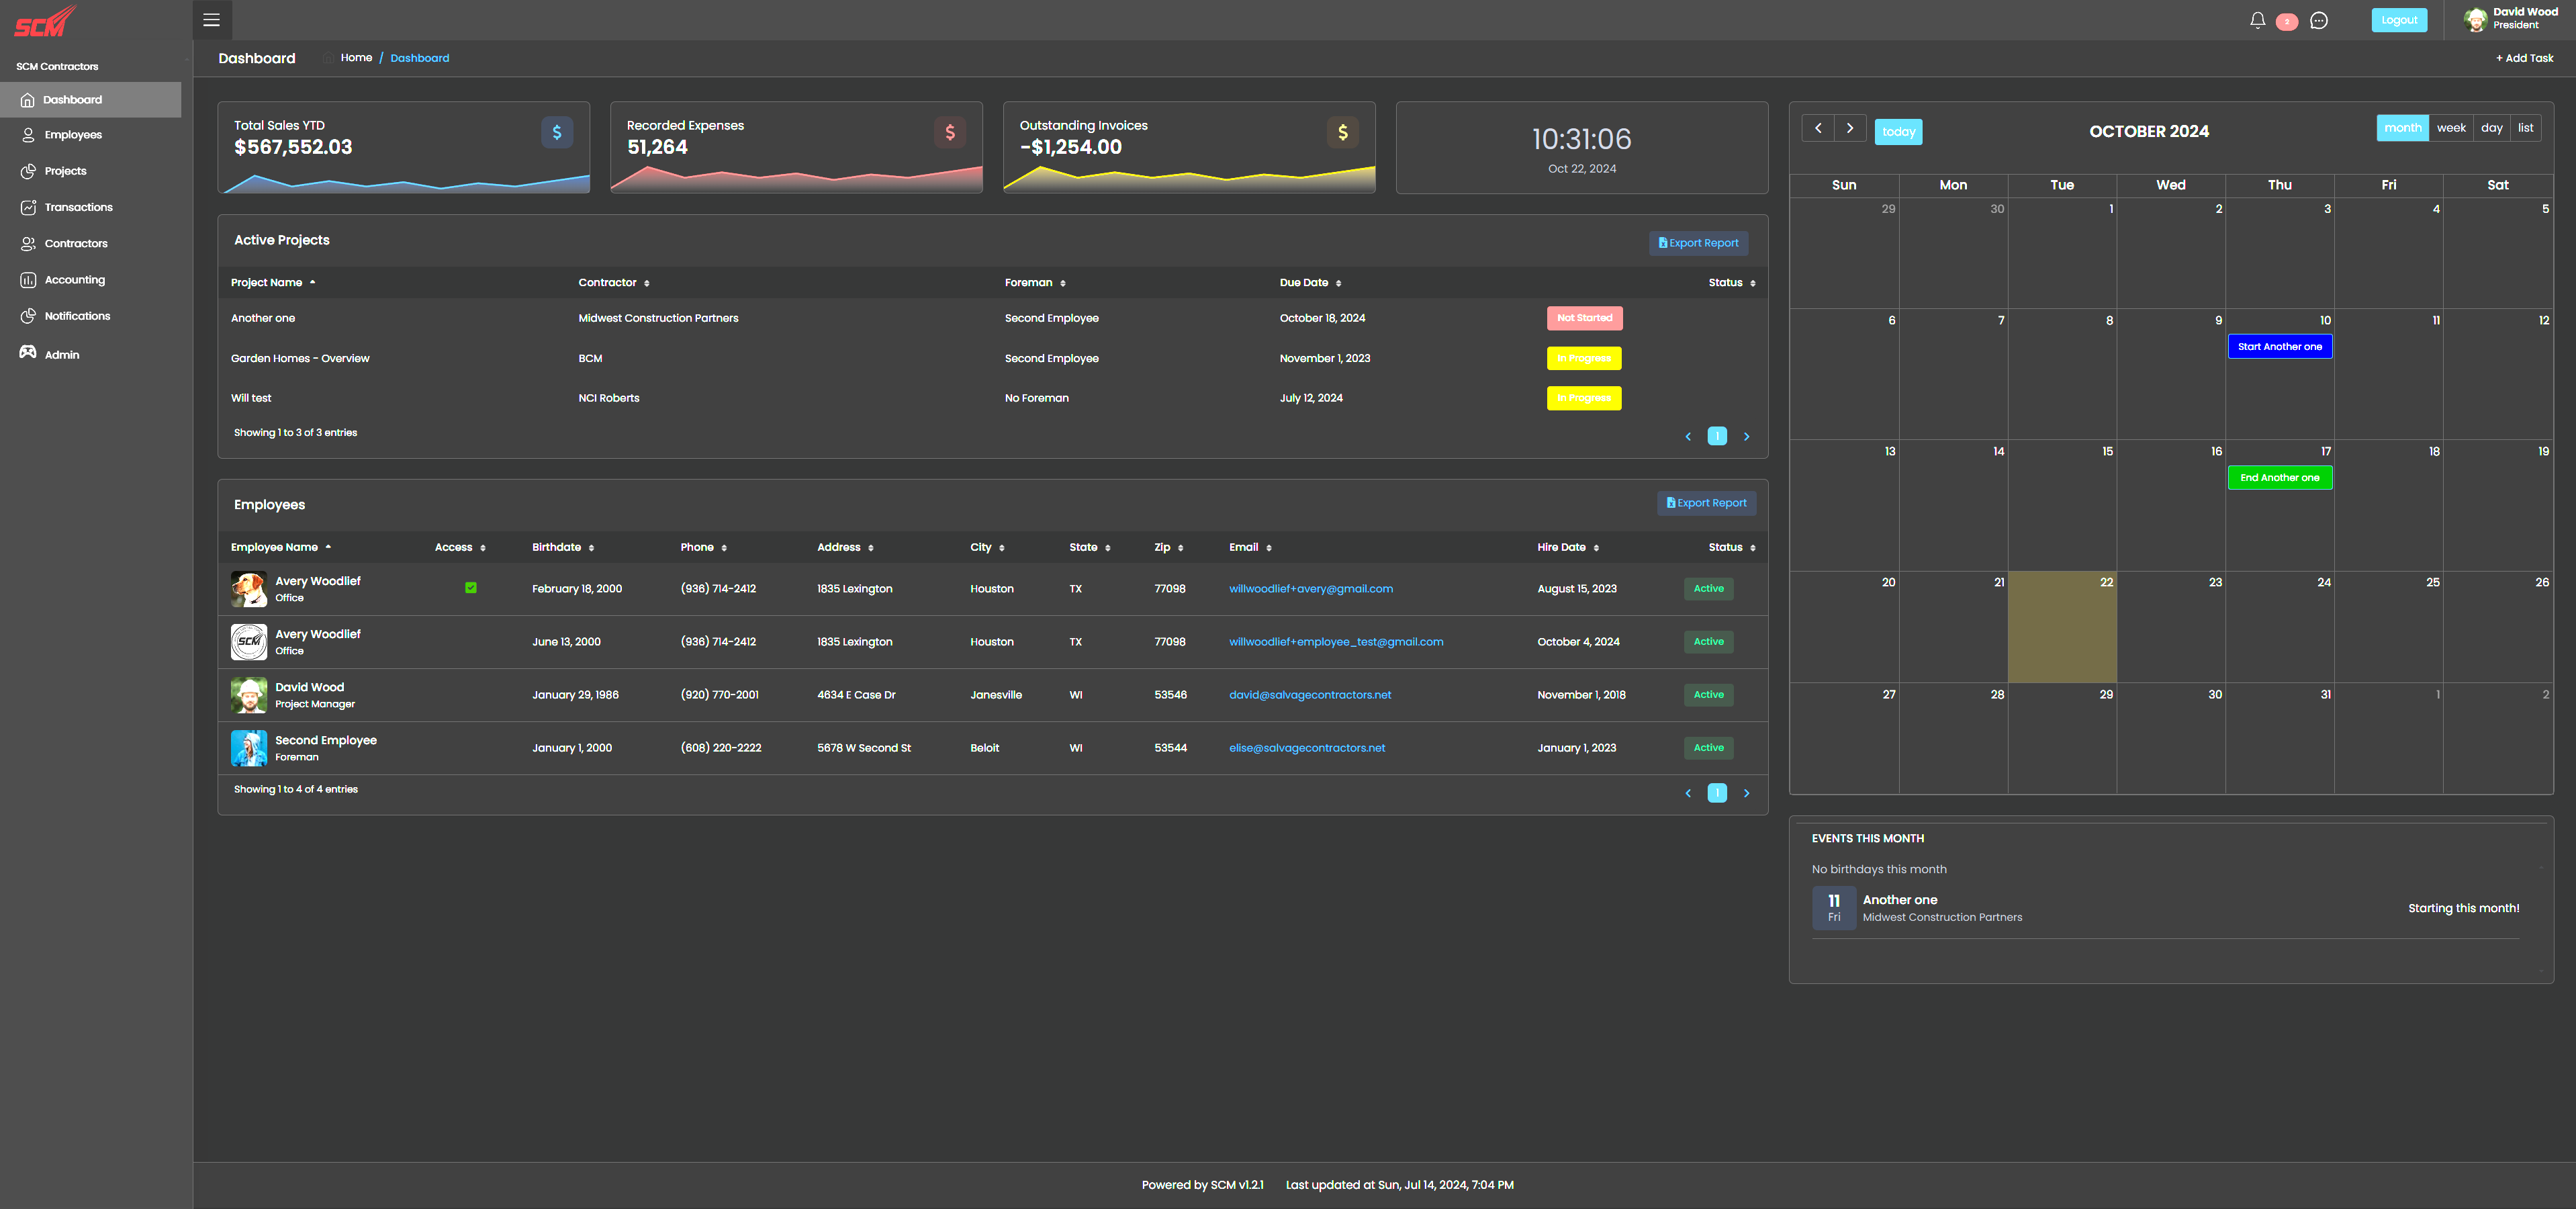 SCM
SCM Contractors
Dashboard
Employees
Projects
Transactions
Contractors
Accounting
Notifications
Admin
2
Logout
David Wood
President
Dashboard Home / Dashboard
+ Add Task
Total Sales YTD
$567,552.03
$
Recorded Expenses
51,264
$
Outstanding Invoices
-$1,254.00
$
10:31:06
Oct 22, 2024
Active Projects
Export Report
Project Name Contractor Foreman Due Date Status
Another one Midwest Construction Partners Second Employee October 18, 2024 Not Started
Garden Homes - Overview BCM Second Employee November 1, 2023 In Progress
Will test NCI Roberts No Foreman July 12, 2024 In Progress
Showing 1 to 3 of 3 entries
1
Employees
Export Report
Employee Name Access Birthdate Phone Address City State Zip Email Hire Date Status
Avery Woodlief
Office
February 18, 2000 (936) 714-2412 1835 Lexington Houston TX 77098 willwoodlief+avery@gmail.com August 15, 2023 Active
SCM
Avery Woodlief
Office
June 13, 2000 (936) 714-2412 1835 Lexington Houston TX 77098 willwoodlief+employee_test@gmail.com October 4, 2024 Active
David Wood
Project Manager
January 29, 1986 (920) 770-2001 4634 E Case Dr Janesville WI 53546 david@salvagecontractors.net November 1, 2018 Active
Second Employee
Foreman
January 1, 2000 (608) 220-2222 5678 W Second St Beloit WI 53544 elise@salvagecontractors.net January 1, 2023 Active
Showing 1 to 4 of 4 entries
1
today
OCTOBER 2024
month week day list
Sun Mon Tue Wed Thu Fri Sat
29 30 1 2 3 4 5
6 7 8 9 10 11 12
Start Another one
13 14 15 16 17 18 19
End Another one
20 21 22 23 24 25 26
27 28 29 30 31 1 2
EVENTS THIS MONTH
No birthdays this month
11
Fri
Another one
Midwest Construction Partners
Starting this month!
Powered by SCM v1.2.1 Last updated at Sun, Jul 14, 2024, 7:04 PM